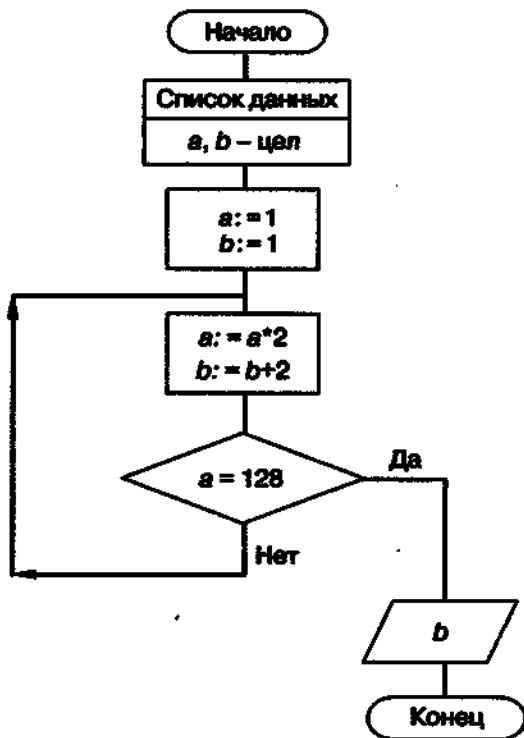 Начало
Список данных
a, b – цел
a: = 1
b: = 1
a: = a*2
b: = b+2
a = 128
Да
Нет
b
Конец